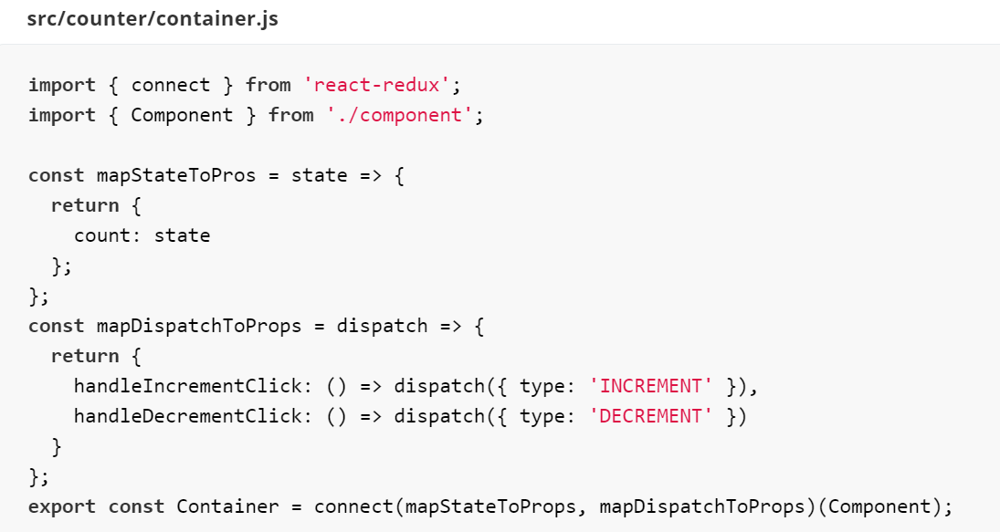 src/counter/container.js
import { connect } from 'react-redux';
import { Component } from './component';
const mapStateToPros = state => {
return {
count: state
};
};
const mapDispatchToProps = dispatch => {
return {
handleIncrementClick: () => dispatch({ type: 'INCREMENT' }),
handleDecrementClick: () => dispatch({ type: 'DECREMENT' })
}
};
export const Container = connect(mapStateToProps, mapDispatchToProps)(Component);